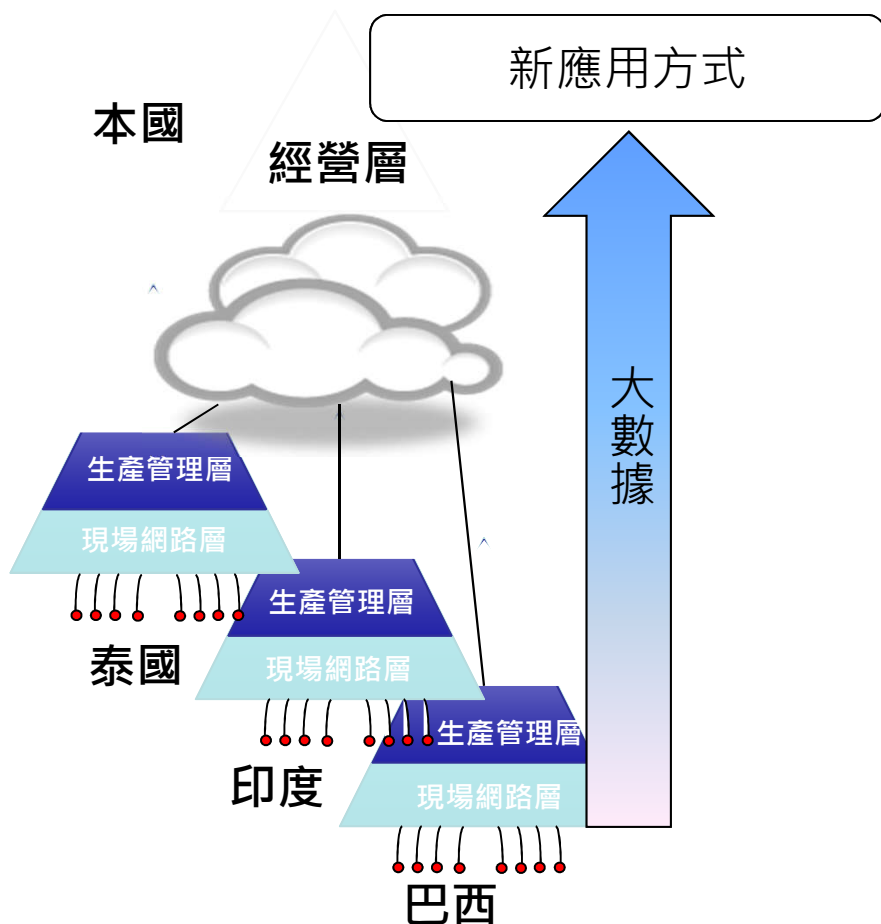 新應用方式
本國
經營層
大數據
生產管理層
現場網路層
泰國
生產管理層
現場網路層
印度
生產管理層
現場網路層
巴西